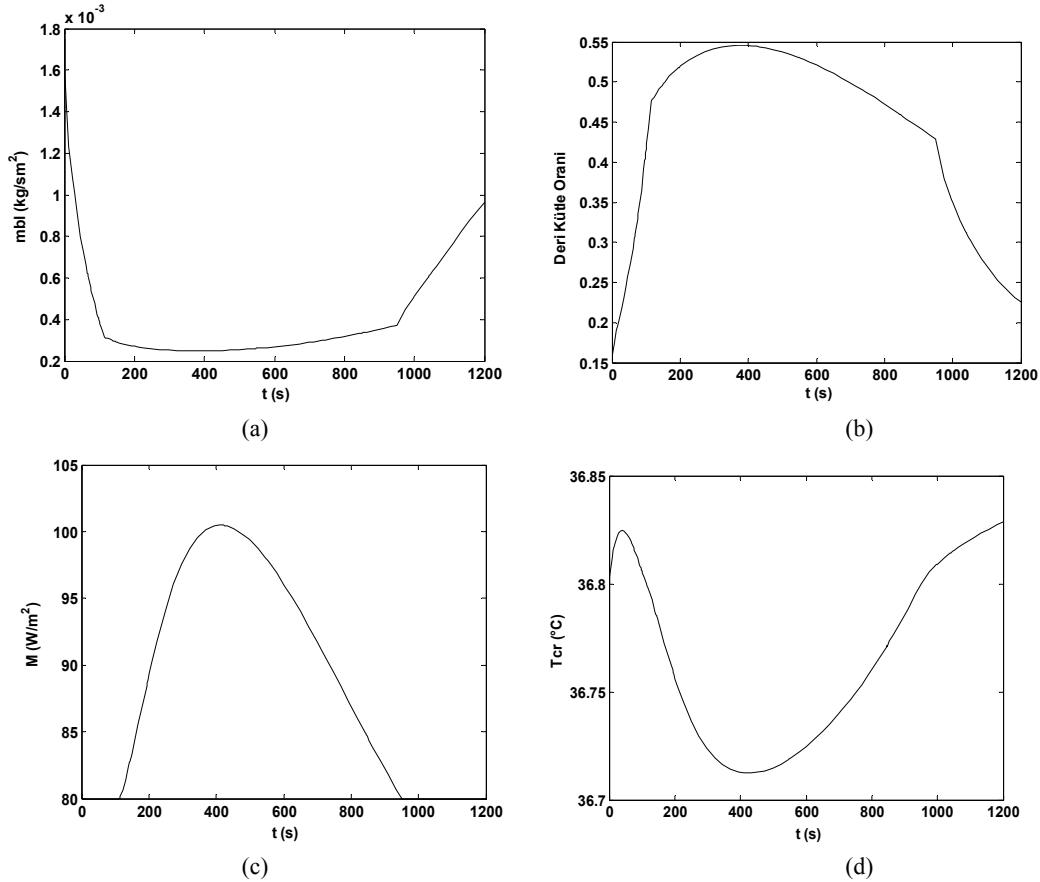 x 10⁻³
1.8
1.6
1.4
1.2
1
0.8
0.6
0.4
0.2
mbl (kg/sm²)
0 200 400 600 800 1000 1200
t (s)
(a)
0.55
0.5
0.45
0.4
0.35
0.3
0.25
0.2
0.15
Deri Kütle Orani
0 200 400 600 800 1000 1200
t (s)
(b)
105
100
95
90
85
80
M (W/m²)
0 200 400 600 800 1000 1200
t (s)
(c)
36.85
36.8
36.75
36.7
Tcr (°C)
0 200 400 600 800 1000 1200
t (s)
(d)